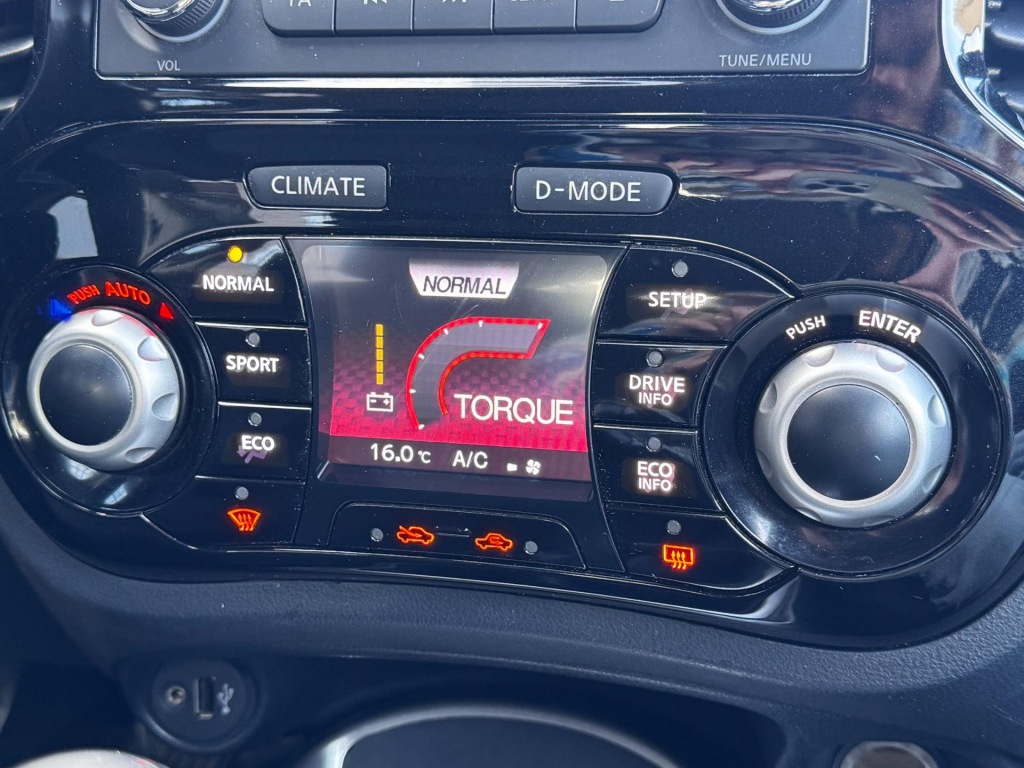 VOL
TUNE/MENU
CLIMATE
D-MODE
NORMAL
NORMAL
SETUP
PUSH AUTO
PUSH ENTER
SPORT
DRIVE
INFO
TORQUE
ECO
ECO
INFO
16.0°C A/C